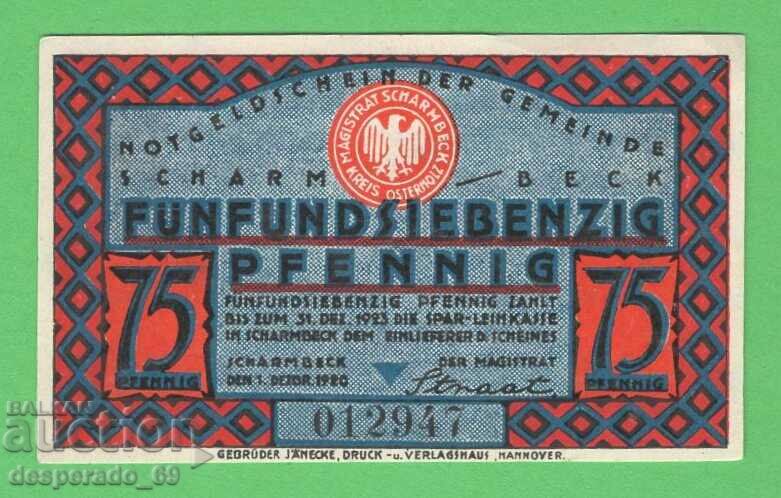 NOTGELDSCHEIN DER GEMEINDE
SCHARMBECK
MAGISTRAT SCHARMBECK
KREIS OSTERHOLZ
FÜNFUNDSIEBENZIG
PFENNIG
75
PFENNIG
75
PFENNIG
FÜNFUNDSIEBENZIG PFENNIG ZAHLT
BIS ZUM 31. DEZ. 1923 DIE SPAR-LEIHKASSE
IN SCHARMBECK DEM EINLIEFERER D. SCHEINES
SCHARMBECK DER MAGISTRAT
DEN 1. DEZBR. 1920
012947
GEBRÜDER JÄNECKE, DRUCK- u. VERLAGSHAUS, HANNOVER.
BALKAN
auction
desperado_69